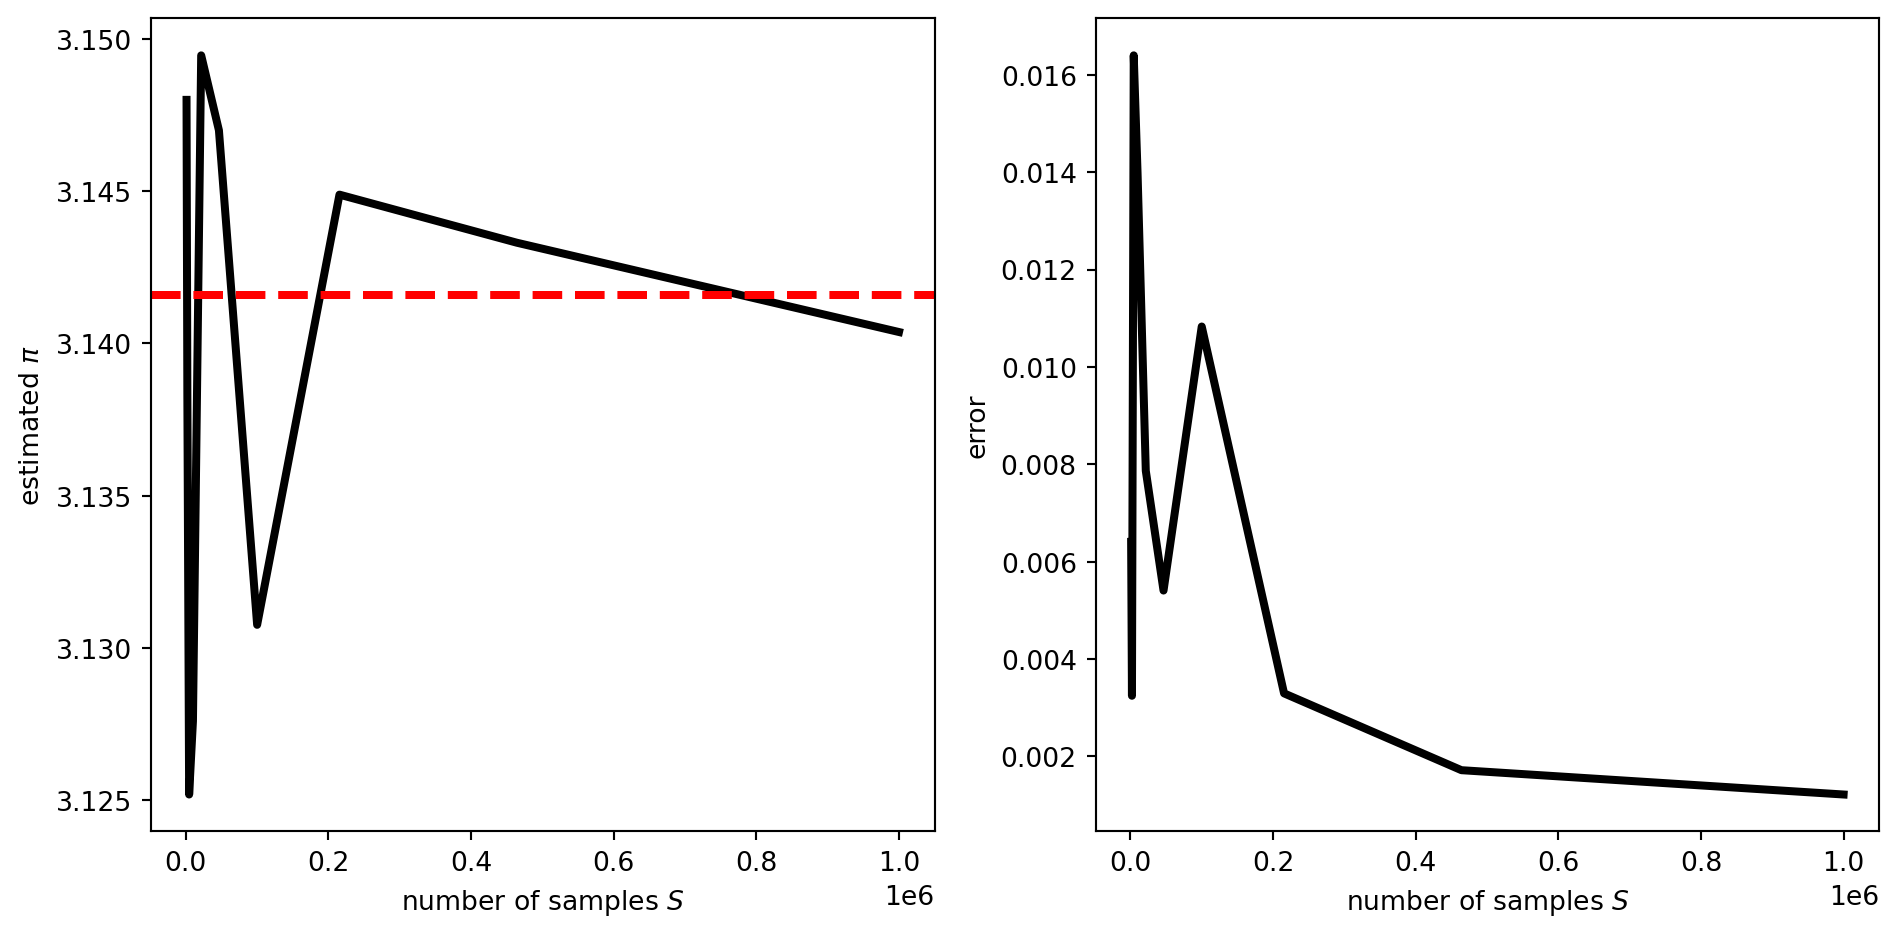 3.150
3.145
3.140
3.135
3.130
3.125
estimated π
0.0 0.2 0.4 0.6 0.8 1.0
1e6
number of samples S
0.016
0.014
0.012
0.010
0.008
0.006
0.004
0.002
error
0.0 0.2 0.4 0.6 0.8 1.0
1e6
number of samples S